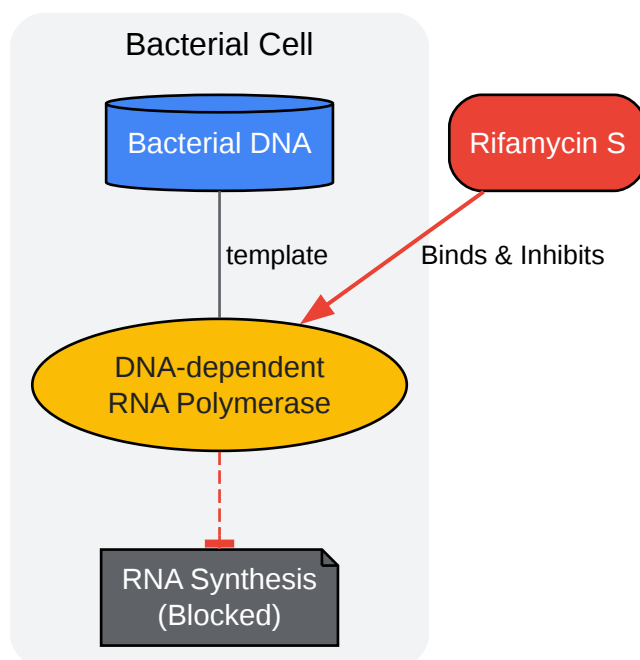 Bacterial Cell
Bacterial DNA
Rifamycin S
template
Binds & Inhibits
DNA-dependent
RNA Polymerase
RNA Synthesis
(Blocked)